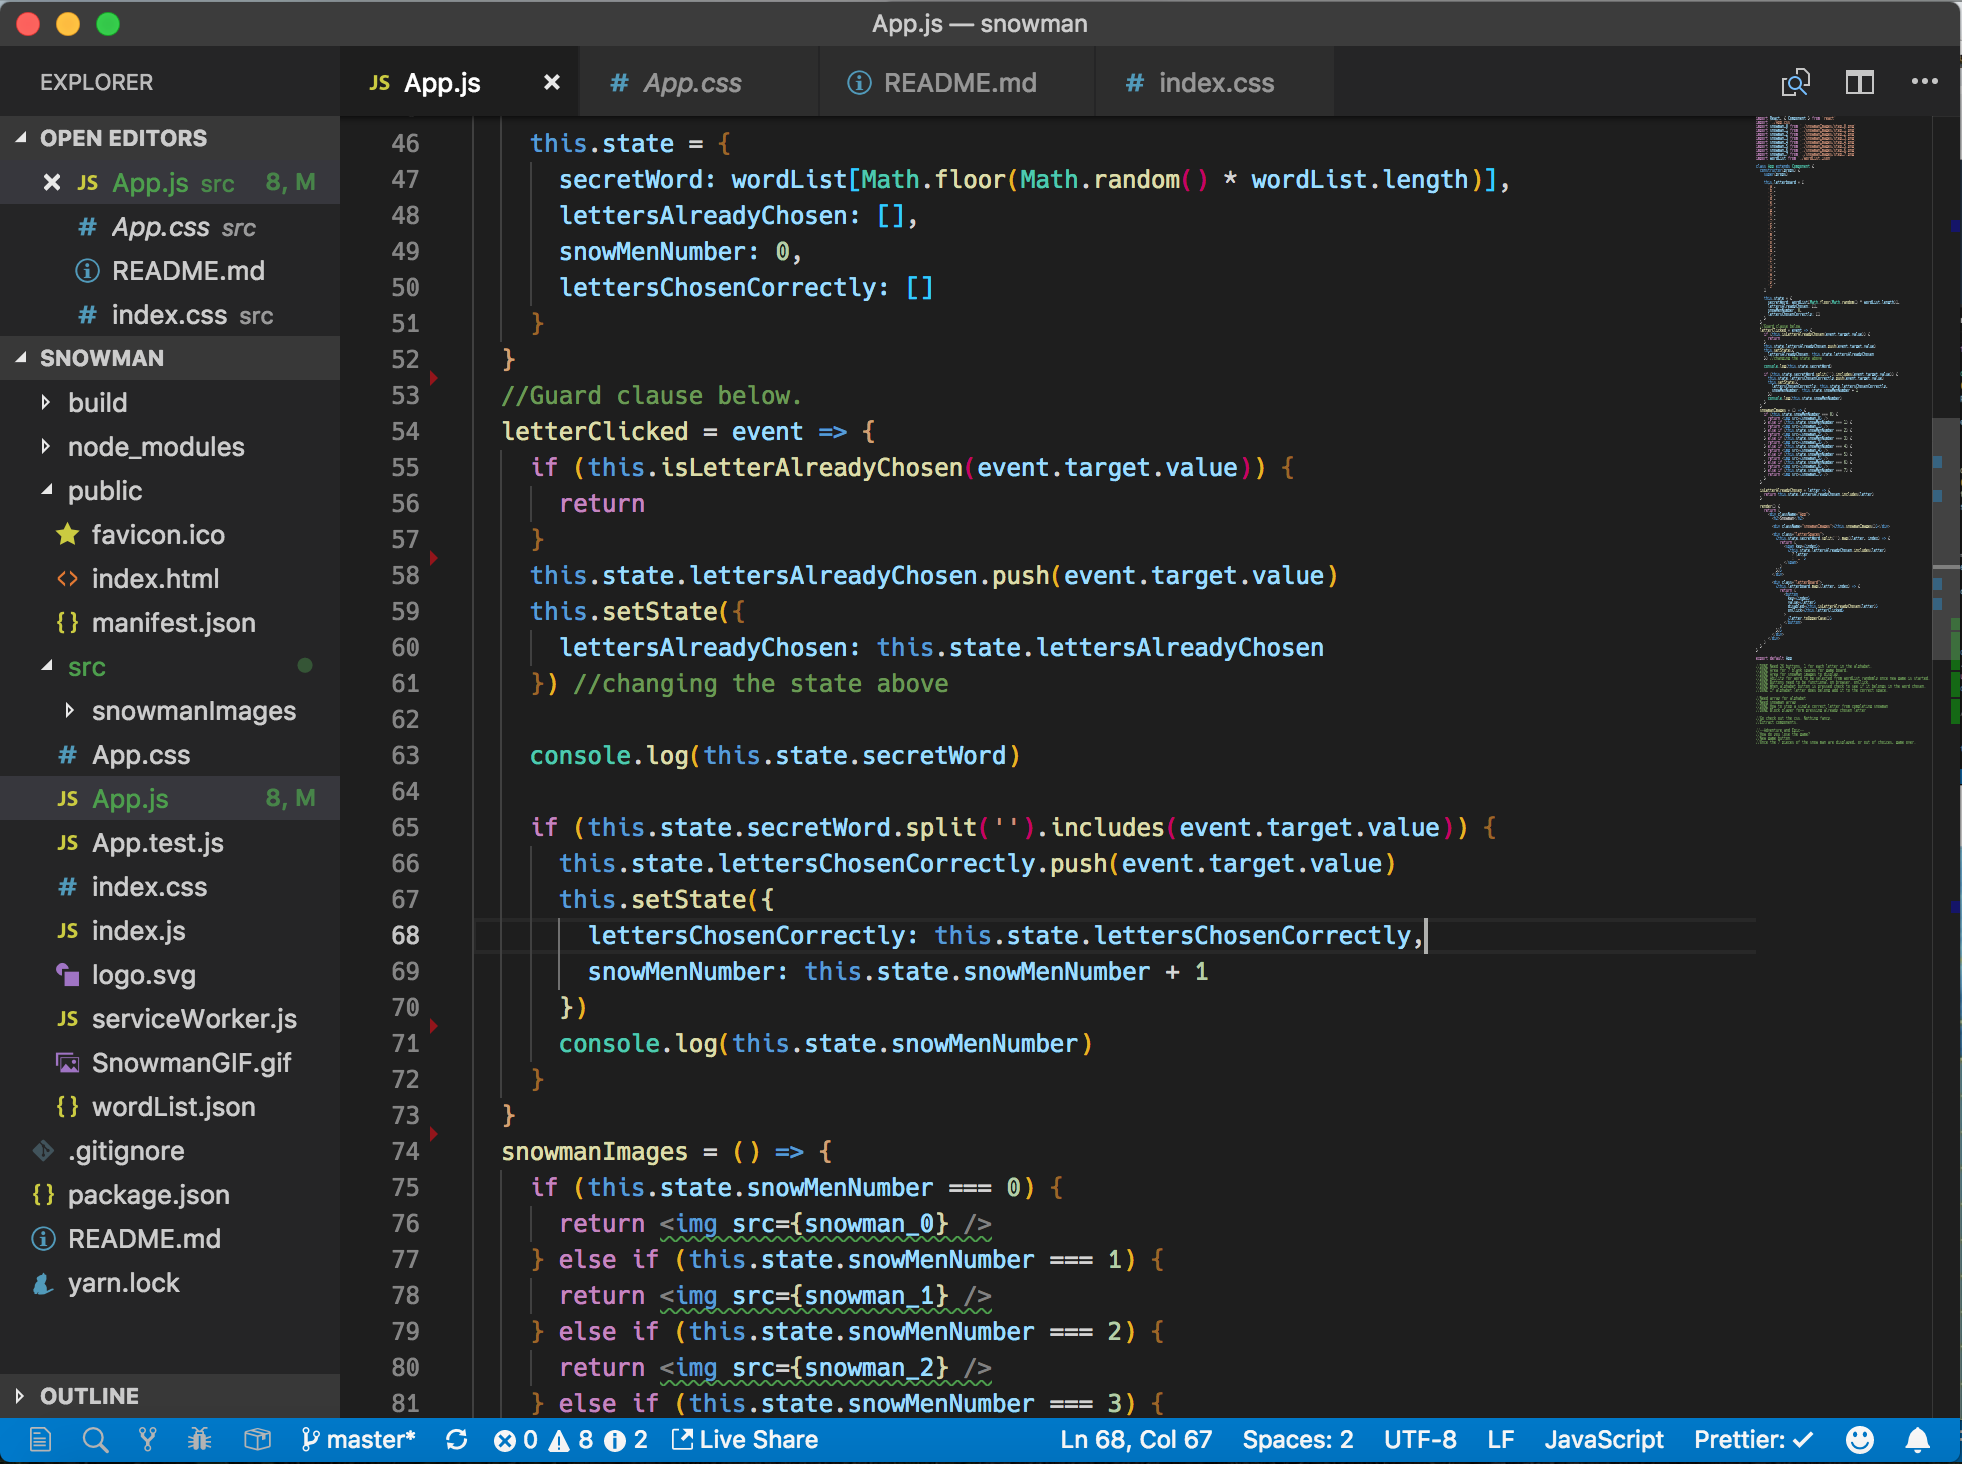 App.js — snowman
EXPLORER
OPEN EDITORS
JS App.js src 8, M
# App.css src
README.md
# index.css src
SNOWMAN
build
node_modules
public
favicon.ico
<> index.html
{} manifest.json
src
snowmanImages
# App.css
JS App.js 8, M
JS App.test.js
# index.css
JS index.js
logo.svg
JS serviceWorker.js
SnowmanGIF.gif
{} wordList.json
.gitignore
{} package.json
README.md
yarn.lock
OUTLINE
JS App.js
# App.css
README.md
# index.css
46 this.state = {
47 secretWord: wordList[Math.floor(Math.random() * wordList.length)],
48 lettersAlreadyChosen: [],
49 snowMenNumber: 0,
50 lettersChosenCorrectly: []
51 }
52 }
53 //Guard clause below.
54 letterClicked = event => {
55 if (this.isLetterAlreadyChosen(event.target.value)) {
56 return
57 }
58 this.state.lettersAlreadyChosen.push(event.target.value)
59 this.setState({
60 lettersAlreadyChosen: this.state.lettersAlreadyChosen
61 }) //changing the state above
62
63 console.log(this.state.secretWord)
64
65 if (this.state.secretWord.split('').includes(event.target.value)) {
66 this.state.lettersChosenCorrectly.push(event.target.value)
67 this.setState({
68 lettersChosenCorrectly: this.state.lettersChosenCorrectly,
69 snowMenNumber: this.state.snowMenNumber + 1
70 })
71 console.log(this.state.snowMenNumber)
72 }
73 }
74 snowmanImages = () => {
75 if (this.state.snowMenNumber === 0) {
76 return <img src={snowman_0} />
77 } else if (this.state.snowMenNumber === 1) {
78 return <img src={snowman_1} />
79 } else if (this.state.snowMenNumber === 2) {
80 return <img src={snowman_2} />
81 } else if (this.state.snowMenNumber === 3) {
master* 0 8 2 Live Share
Ln 68, Col 67 Spaces: 2 UTF-8 LF JavaScript Prettier: ✓